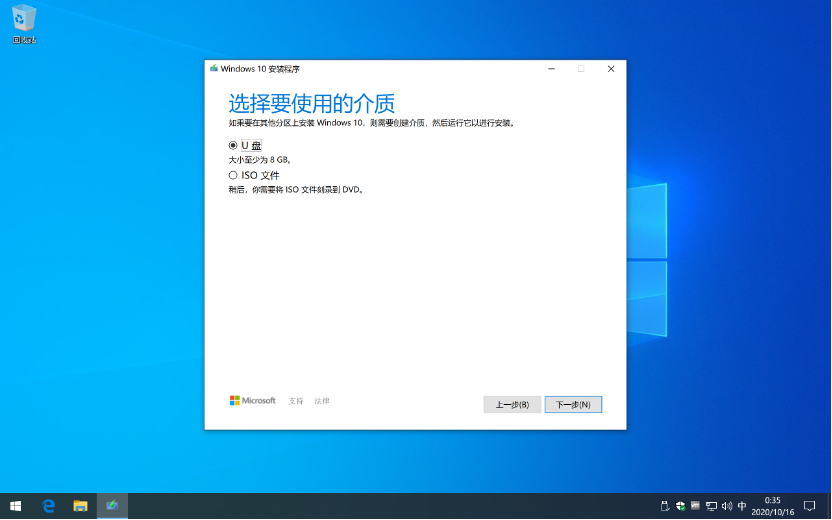 回收站
Windows 10 安装程序
选择要使用的介质
如果要在其他分区上安装 Windows 10，则需要创建介质，然后运行它以进行安装。
U 盘
大小至少为 8 GB。
ISO 文件
稍后，你需要将 ISO 文件刻录到 DVD。
Microsoft 支持 法律
上一步(B) 下一步(N)
中
0:35
2020/10/16